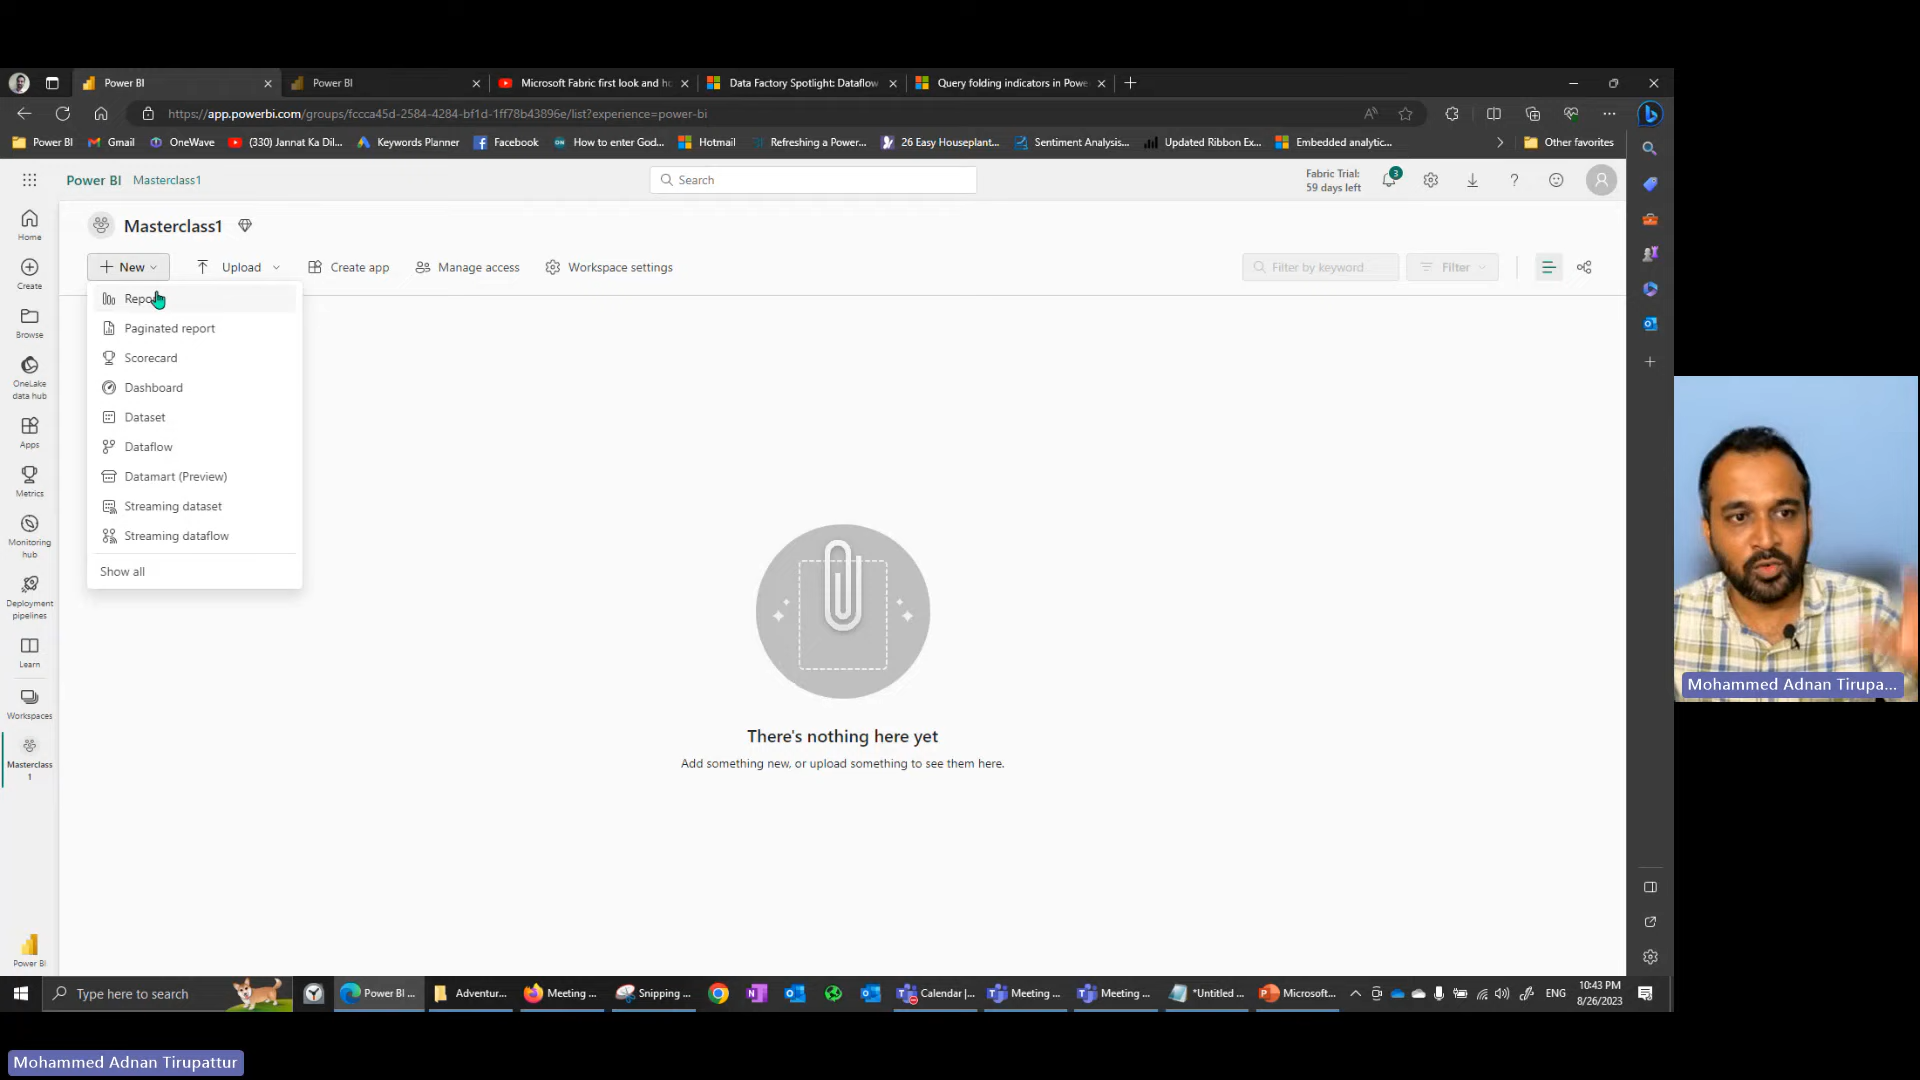 Power BI
Power BI
Microsoft Fabric first look and ho
Data Factory Spotlight: Dataflow
Query folding indicators in Powe
https://app.powerbi.com/groups/fccca45d-2584-4284-bf1d-1ff78b43896e/list?experience=power-bi
Power BI
Gmail
OneWave
(330) Jannat Ka Dil...
Keywords Planner
Facebook
How to enter God...
Hotmail
Refreshing a Powe...
26 Easy Houseplant...
Sentiment Analysis...
Updated Ribbon Ex...
Embedded analytic...
Other favorites
Power BI Masterclass1
Search
Fabric Trial:
59 days left
3
Masterclass1
New
Upload
Create app
Manage access
Workspace settings
Filter by keyword
Filter
Home
Create
Browse
OneLake
data hub
Apps
Metrics
Monitoring
hub
Deployment
pipelines
Learn
Workspaces
Masterclass
1
Power BI
Paginated report
Scorecard
Dashboard
Dataset
Dataflow
Datamart (Preview)
Streaming dataset
Streaming dataflow
Show all
There's nothing here yet
Add something new, or upload something to see them here.
Mohammed Adnan Tirupa...
Type here to search
Power BI ...
Adventur...
Meeting ...
Snipping ...
Calendar |...
Meeting ...
Meeting ...
*Untitled ...
Microsoft...
ENG
10:43 PM
8/26/2023
Mohammed Adnan Tirupattur